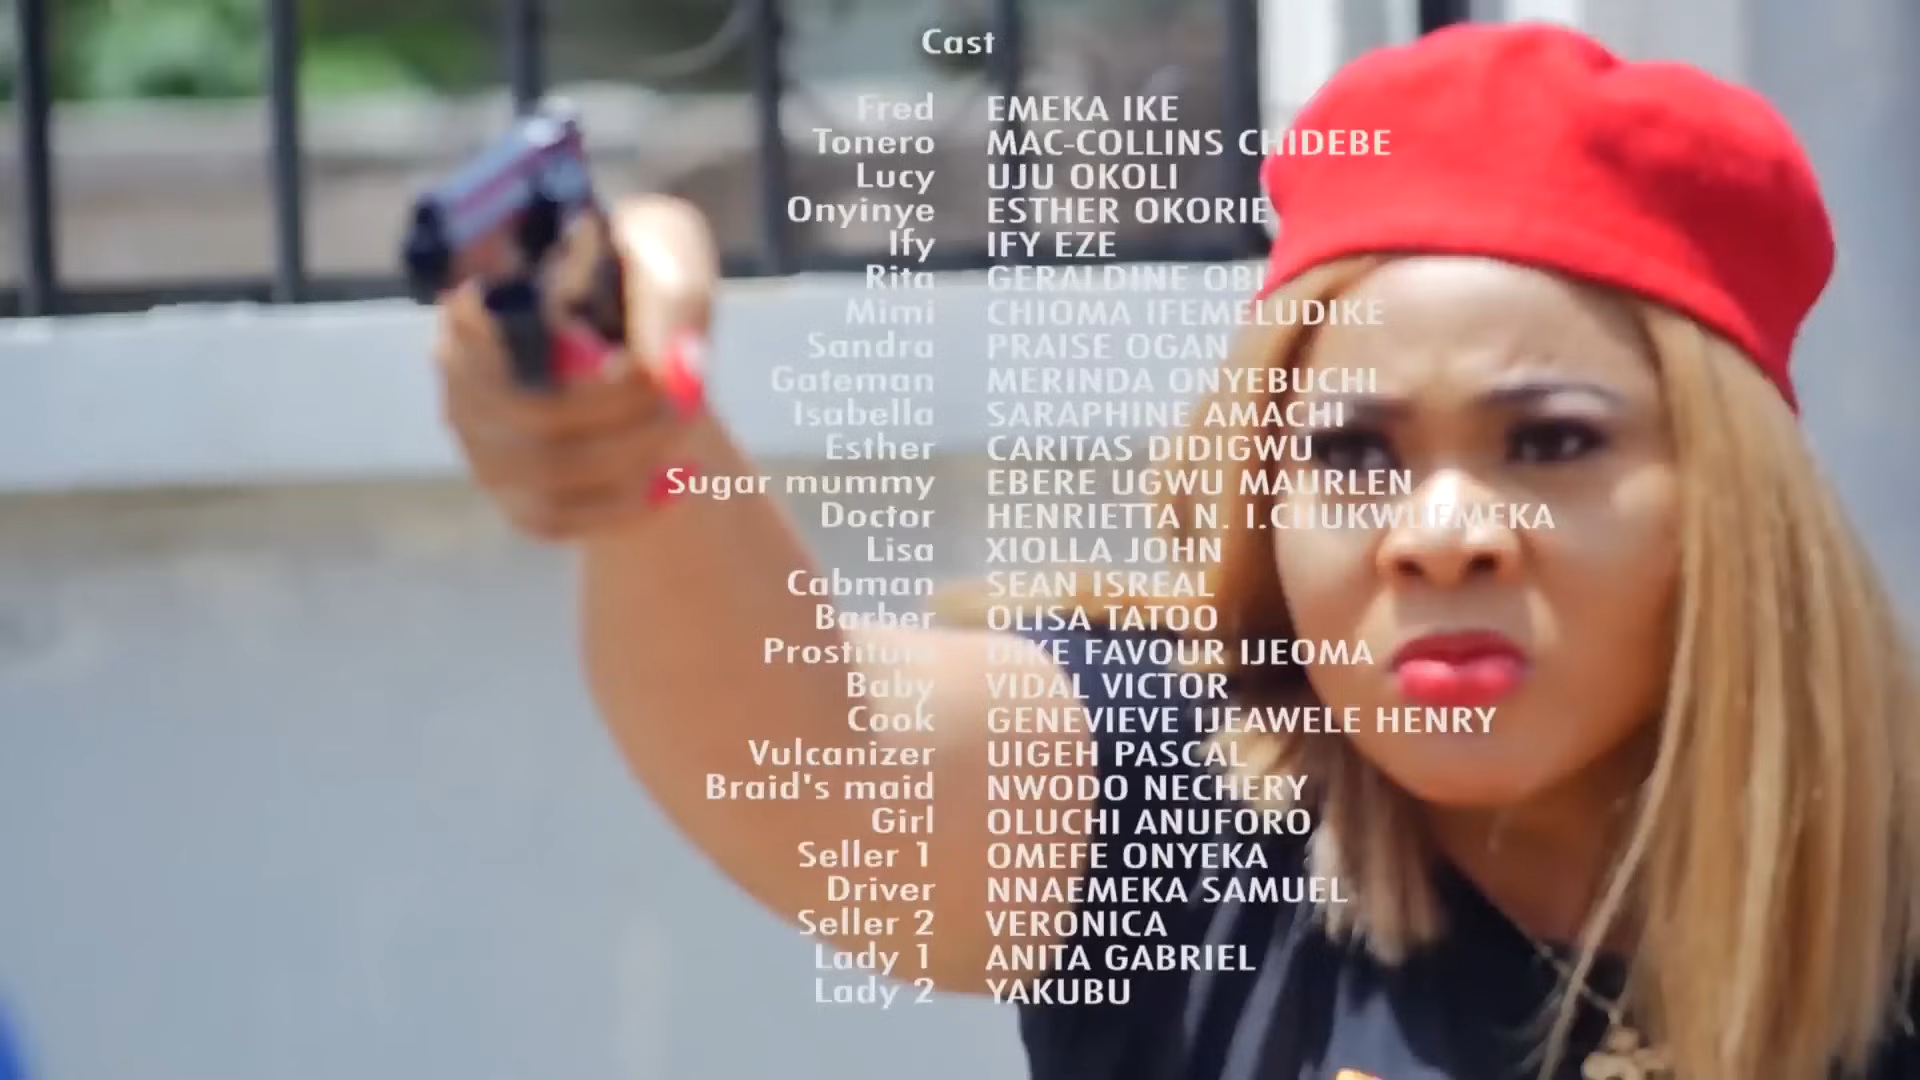 Cast
Fred EMEKA IKE
Tonero MAC-COLLINS CHIDEBE
Lucy UJU OKOLI
Onyinye ESTHER OKORIE
Ify IFY EZE
Rita GERALDINE OBI
Mimi CHIOMA IFEMELUDIKE
Sandra PRAISE OGAN
Gateman MERINDA ONYEBUCHI
Isabella SARAPHINE AMACHI
Esther CARITAS DIDIGWU
Sugar mummy EBERE UGWU MAURLEN
Doctor HENRIETTA N. I.CHUKWUEMEKA
Lisa XIOLLA JOHN
Cabman SEAN ISREAL
Barber OLISA TATOO
Prostitute DIKE FAVOUR IJEOMA
Baby VIDAL VICTOR
Cook GENEVIEVE IJEAWELE HENRY
Vulcanizer UIGEH PASCAL
Braid's maid NWODO NECHERY
Girl OLUCHI ANUFORO
Seller 1 OMEFE ONYEKA
Driver NNAEMEKA SAMUEL
Seller 2 VERONICA
Lady 1 ANITA GABRIEL
Lady 2 YAKUBU